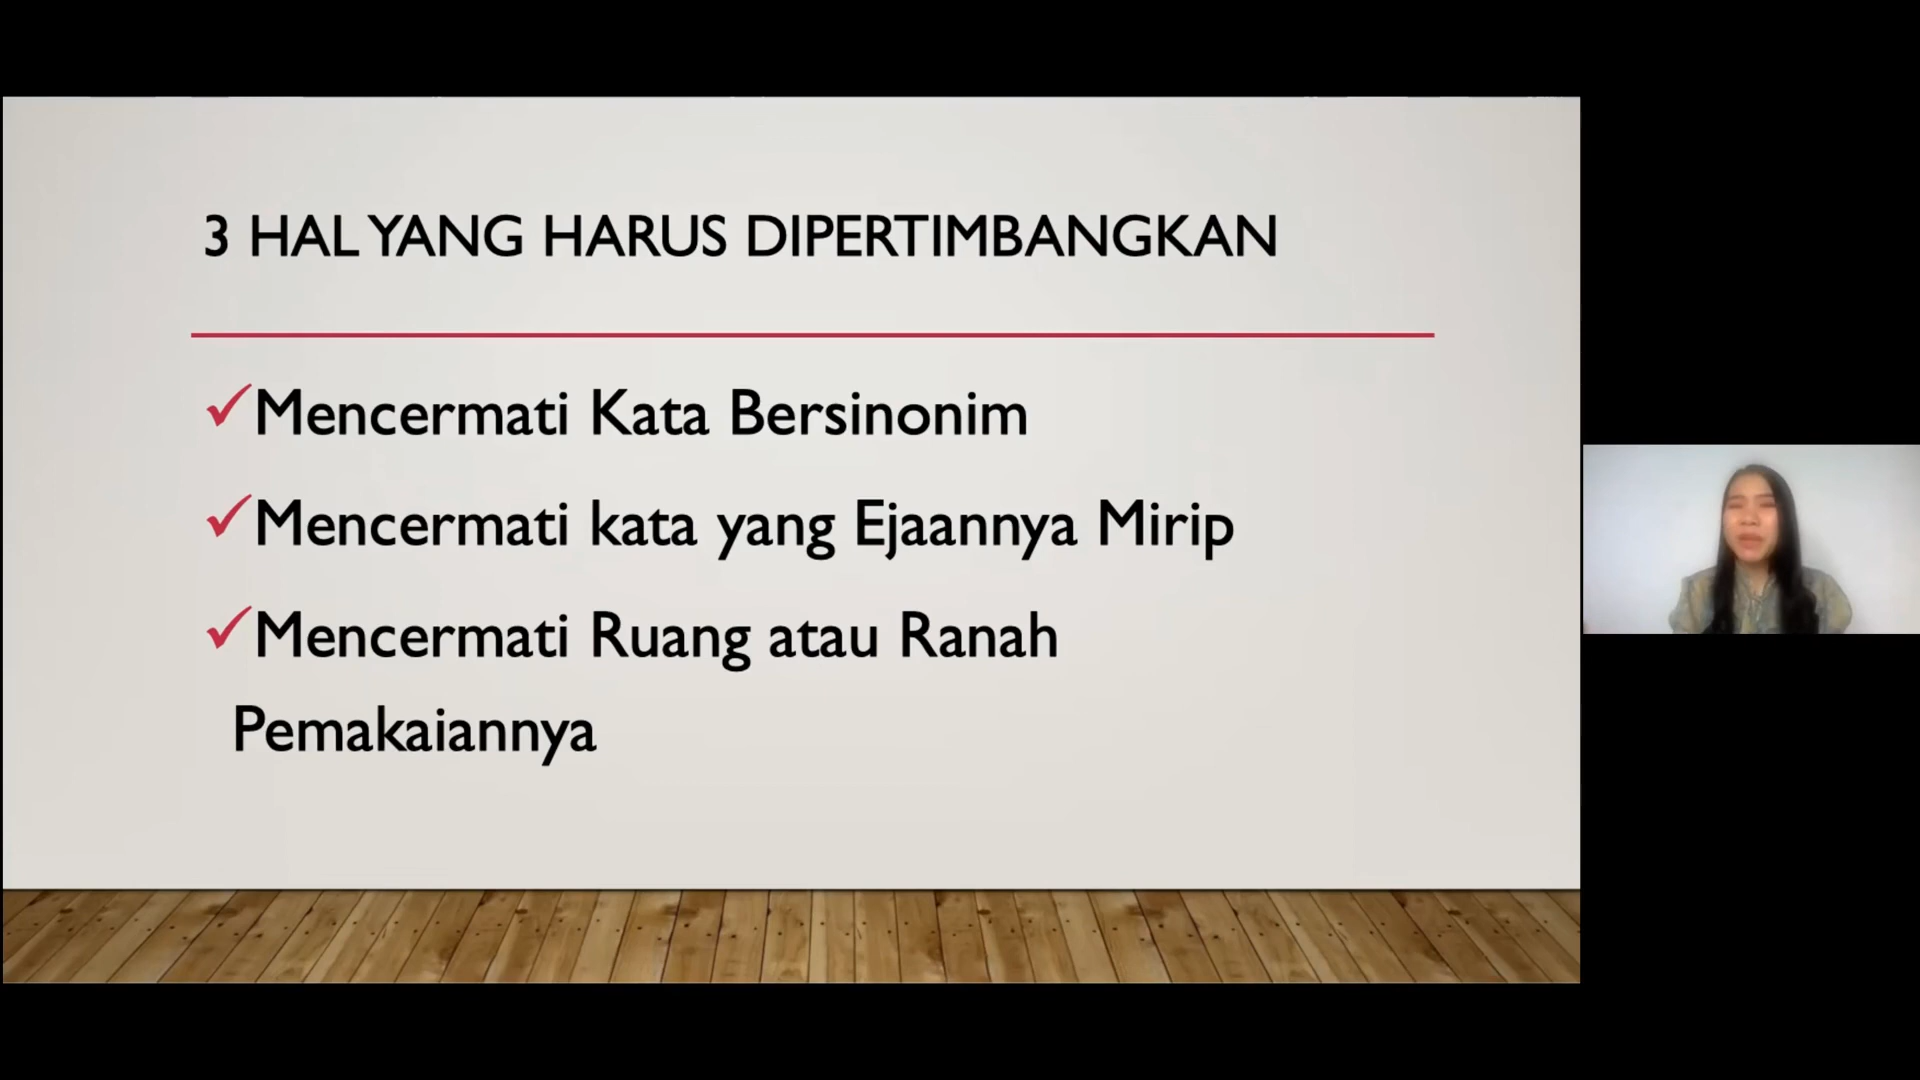 3 HAL YANG HARUS DIPERTIMBANGKAN
Mencermati Kata Bersinonim
Mencermati kata yang Ejaannya Mirip
Mencermati Ruang atau Ranah
Pemakaiannya